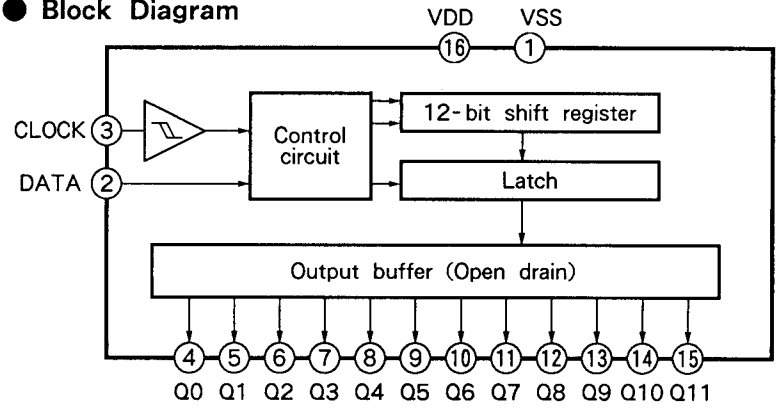 ● Block Diagram
VDD VSS
16 1
CLOCK 3
DATA 2
Control
circuit
12-bit shift register
Latch
Output buffer (Open drain)
4 5 6 7 8 9 10 11 12 13 14 15
Q0 Q1 Q2 Q3 Q4 Q5 Q6 Q7 Q8 Q9 Q10 Q11